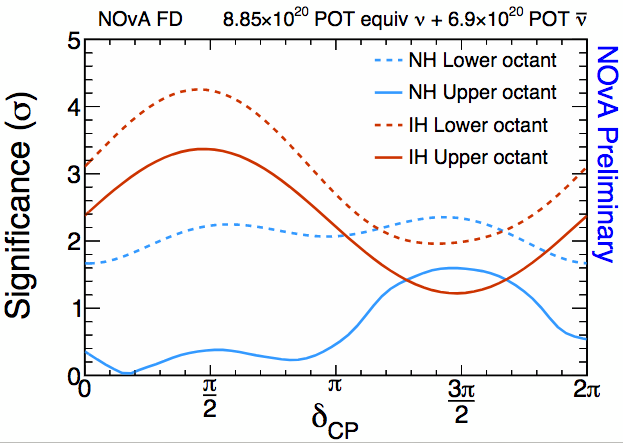 NOvA FD 8.85×10²⁰ POT equiv ν + 6.9×10²⁰ POT ν̅
5
4
3
2
1
0
Significance (σ)
NH Lower octant
NH Upper octant
IH Lower octant
IH Upper octant
NOvA Preliminary
0 π/2 π 3π/2 2π
δCP